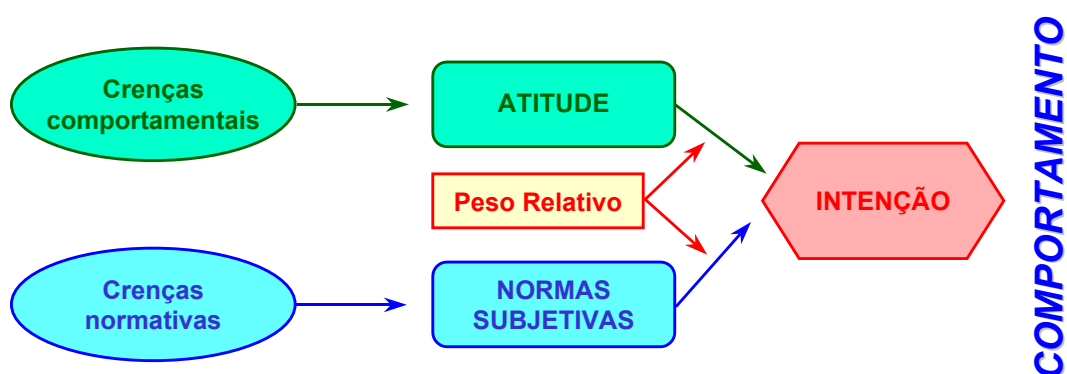 Crenças
comportamentais
ATITUDE
Peso Relativo
INTENÇÃO
Crenças
normativas
NORMAS
SUBJETIVAS
COMPORTAMENTO